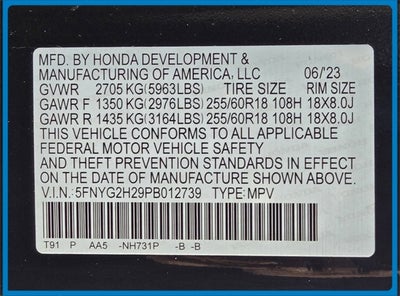 MFD. BY HONDA DEVELOPMENT &
MANUFACTURING OF AMERICA, LLC 06/'23
GVWR 2705 KG(5963LBS) TIRE SIZE RIM SIZE
GAWR F 1350 KG(2976LBS) 255/60R18 108H 18X8.0J
GAWR R 1435 KG(3164LBS) 255/60R18 108H 18X8.0J
THIS VEHICLE CONFORMS TO ALL APPLICABLE
FEDERAL MOTOR VEHICLE SAFETY
AND THEFT PREVENTION STANDARDS IN EFFECT
ON THE DATE OF MANUFACTURE SHOWN ABOVE.
V.I.N.: 5FNYG2H29PB012739 TYPE: MPV
T91 P AA5 -NH731P -B -B